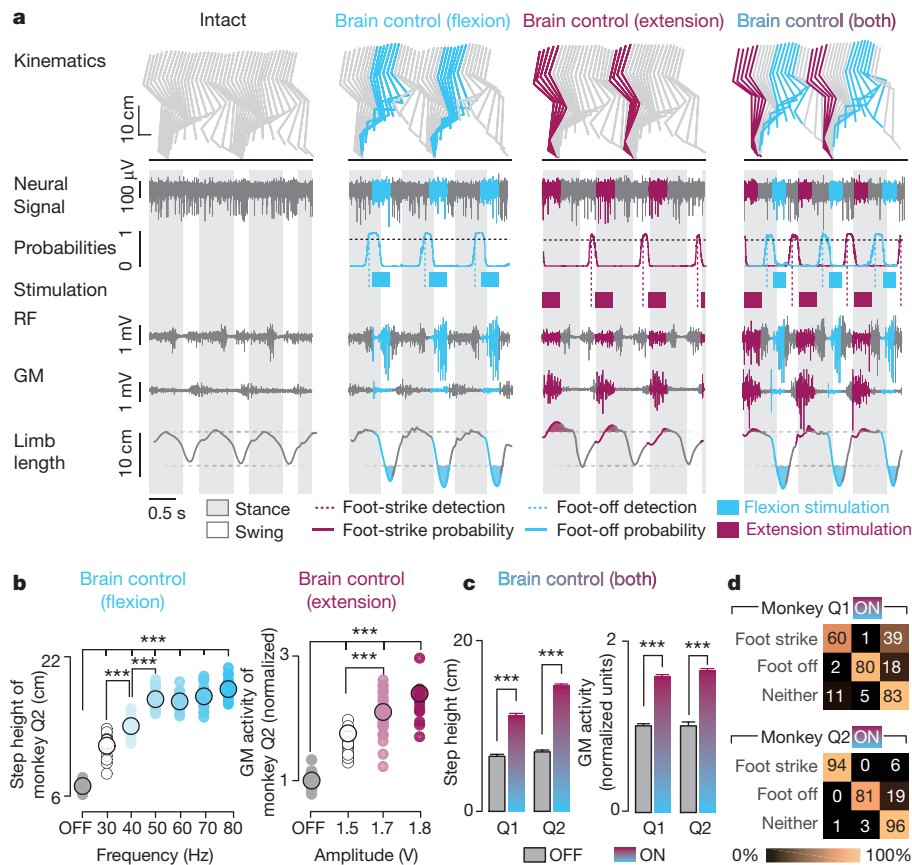 a
Intact
Brain control (flexion)
Brain control (extension)
Brain control (both)
Kinematics
10 cm
Neural Signal
100 µV
Probabilities
1
0
Stimulation
RF
1 mV
GM
1 mV
Limb length
10 cm
0.5 s
Stance
Swing
Foot-strike detection
Foot-strike probability
Foot-off detection
Foot-off probability
Flexion stimulation
Extension stimulation
b
Brain control (flexion)
Step height of monkey Q2 (cm)
22
6
*** *** ***
OFF 30 40 50 60 70 80
Frequency (Hz)
Brain control (extension)
GM activity of monkey Q2 (normalized)
3
1
*** ***
OFF 1.5 1.7 1.8
Amplitude (V)
c
Brain control (both)
Step height (cm)
20
0
*** ***
Q1 Q2
GM activity (normalized units)
2
0
*** ***
Q1 Q2
OFF
ON
d
Monkey Q1 ON
Foot strike 60 1 39
Foot off 2 80 18
Neither 11 5 83
Monkey Q2 ON
Foot strike 94 0 6
Foot off 0 81 19
Neither 1 3 96
0% 100%